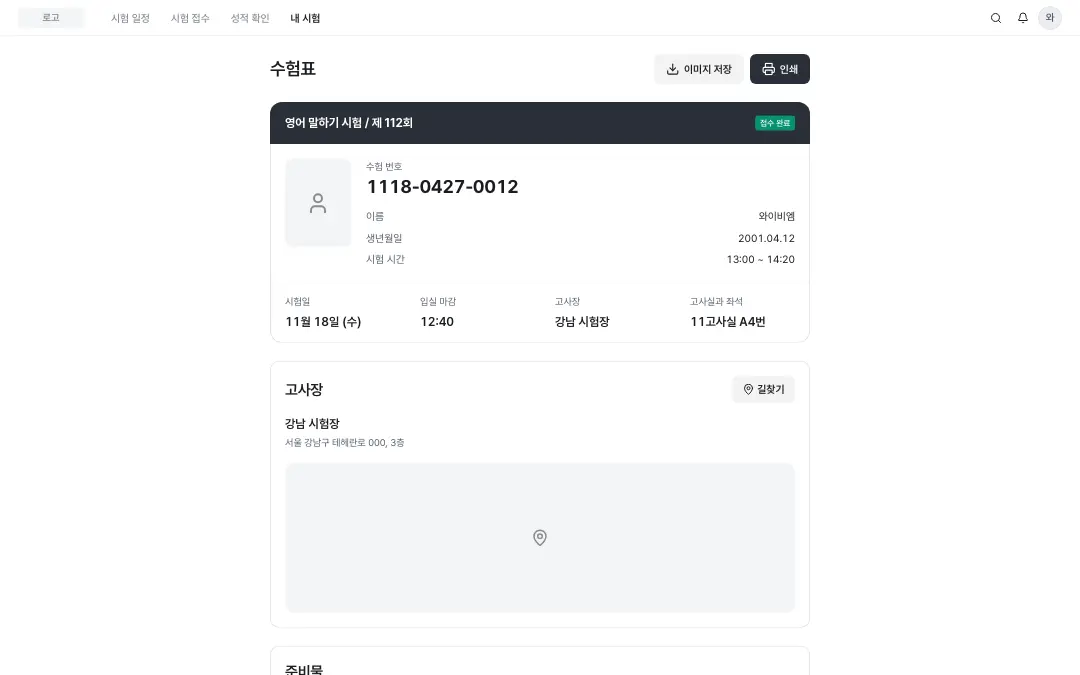 로고
시험 일정
시험 접수
성적 확인
내 시험
와
수험표
이미지 저장
인쇄
영어 말하기 시험 / 제 112회
접수 완료
수험 번호
1118-0427-0012
이름
와이비엠
생년월일
2001.04.12
시험 시간
13:00 ~ 14:20
시험일
11월 18일 (수)
입실 마감
12:40
고사장
강남 시험장
고사실과 좌석
11고사실 A4번
고사장
길찾기
강남 시험장
서울 강남구 테헤란로 000, 3층
준비물